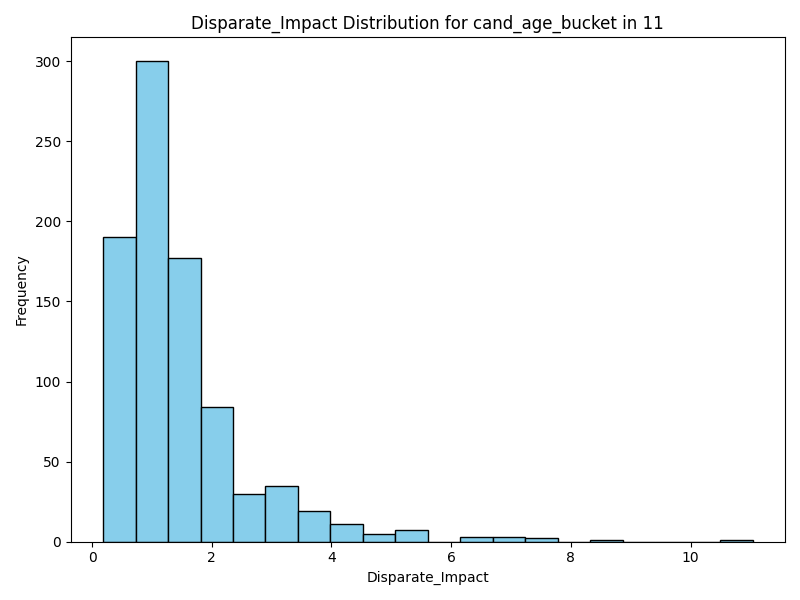 Disparate_Impact Distribution for cand_age_bucket in 11
300
250
200
150
100
50
0
Frequency
0 2 4 6 8 10
Disparate_Impact